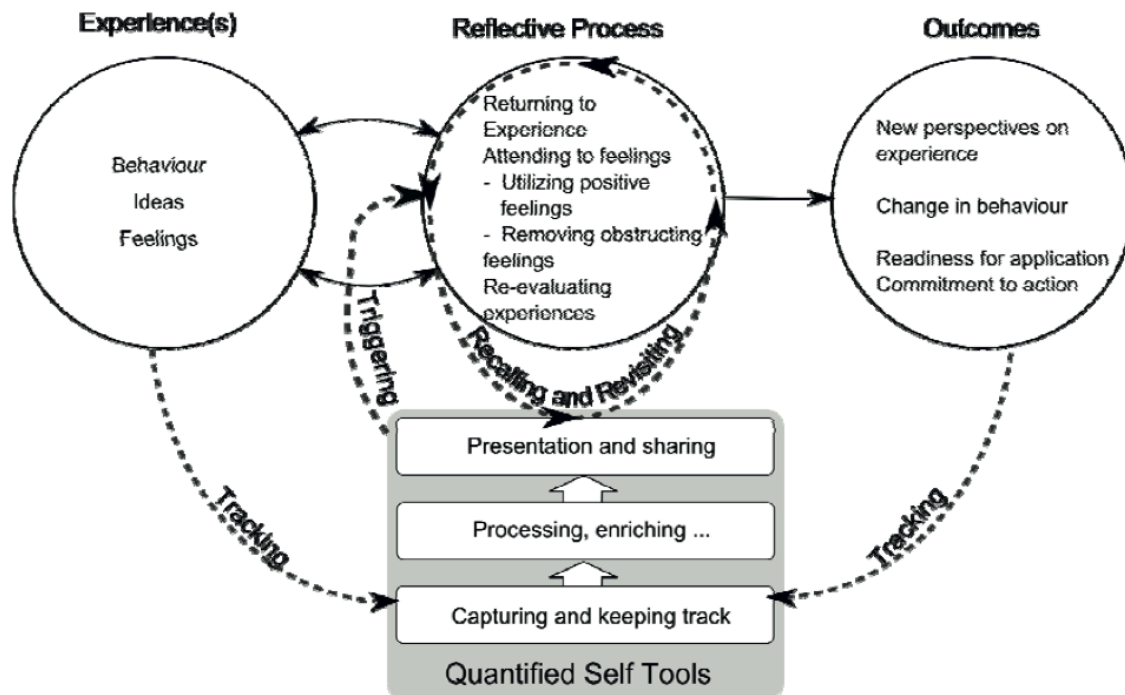 Experience(s)
Reflective Process
Outcomes
Behaviour
Ideas
Feelings
Returning to
Experience
Attending to feelings
- Utilizing positive
feelings
- Removing obstructing
feelings
Re-evaluating
experiences
New perspectives on
experience
Change in behaviour
Readiness for application
Commitment to action
Triggering
Recalling and Revisiting
Tracking
Tracking
Presentation and sharing
Processing, enriching ...
Capturing and keeping track
Quantified Self Tools